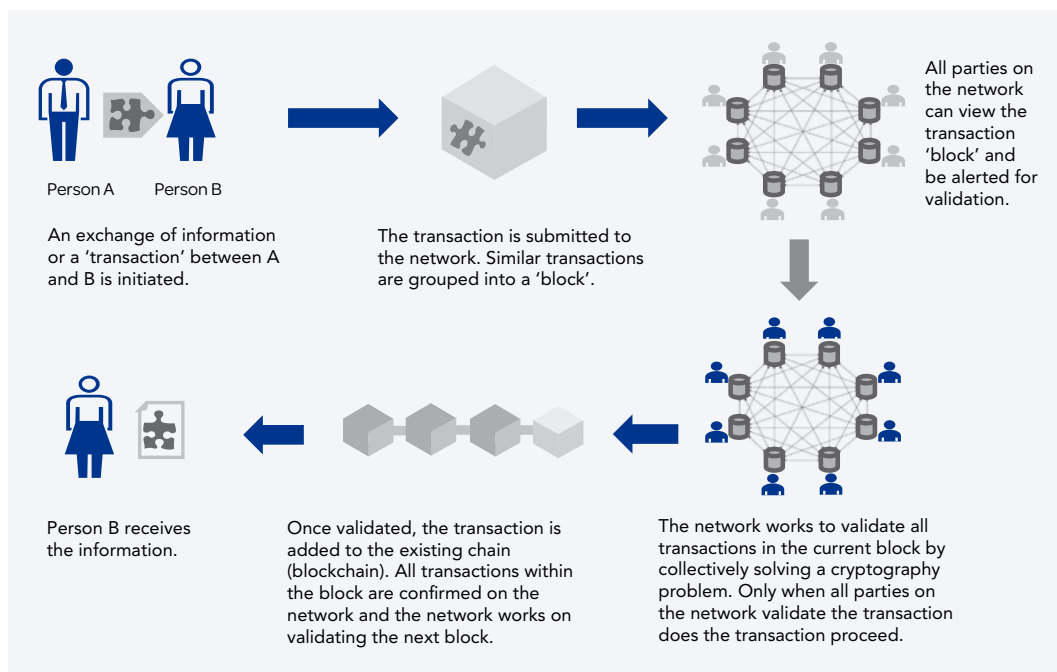 Person A
Person B
An exchange of information
or a ‘transaction’ between A
and B is initiated.
The transaction is submitted to
the network. Similar transactions
are grouped into a ‘block’.
All parties on
the network
can view the
transaction
‘block’ and
be alerted for
validation.
The network works to validate all
transactions in the current block by
collectively solving a cryptography
problem. Only when all parties on
the network validate the transaction
does the transaction proceed.
Once validated, the transaction is
added to the existing chain
(blockchain). All transactions within
the block are confirmed on the
network and the network works on
validating the next block.
Person B receives
the information.